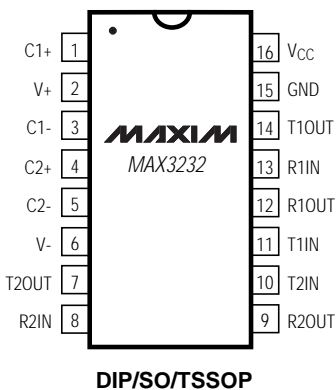 C1+ 1 16 VCC
V+ 2 15 GND
C1- 3 MAXIM 14 T1OUT
C2+ 4 MAX3232 13 R1IN
C2- 5 12 R1OUT
V- 6 11 T1IN
T2OUT 7 10 T2IN
R2IN 8 9 R2OUT
DIP/SO/TSSOP